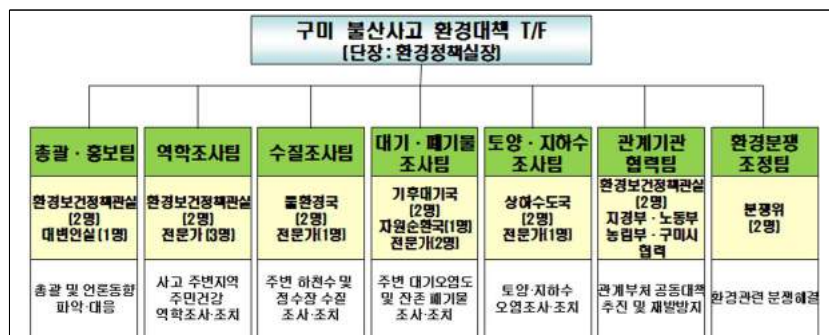 구미 불산사고 환경대책 T/F
(단장 : 환경정책실장)
총괄 · 홍보팀
역학조사팀
수질조사팀
대기 · 폐기물
조사팀
토양 · 지하수
조사팀
관계기관
협력팀
환경분쟁
조정팀
환경보건정책관실
(2명)
대변인실(1명)
환경보건정책관실
(2명)
전문가(3명)
물환경국
(2명)
전문가(1명)
기후대기국
(2명)
자원순환국(1명)
전문가(2명)
상하수도국
(2명)
전문가(1명)
환경보건정책관실
(2명)
지경부 · 노동부
농림부 · 구미시
협력
분쟁위
(2명)
총괄 및 언론동향
파악·대응
사고 주변지역
주민건강
역학조사·조치
주변 하천수 및
정수장 수질
조사·조치
주변 대기오염도
및 잔존 폐기물
조사·조치
토양·지하수
오염조사·조치
관계부처 공동대책
추진 및 재발방지
환경관련 분쟁해결